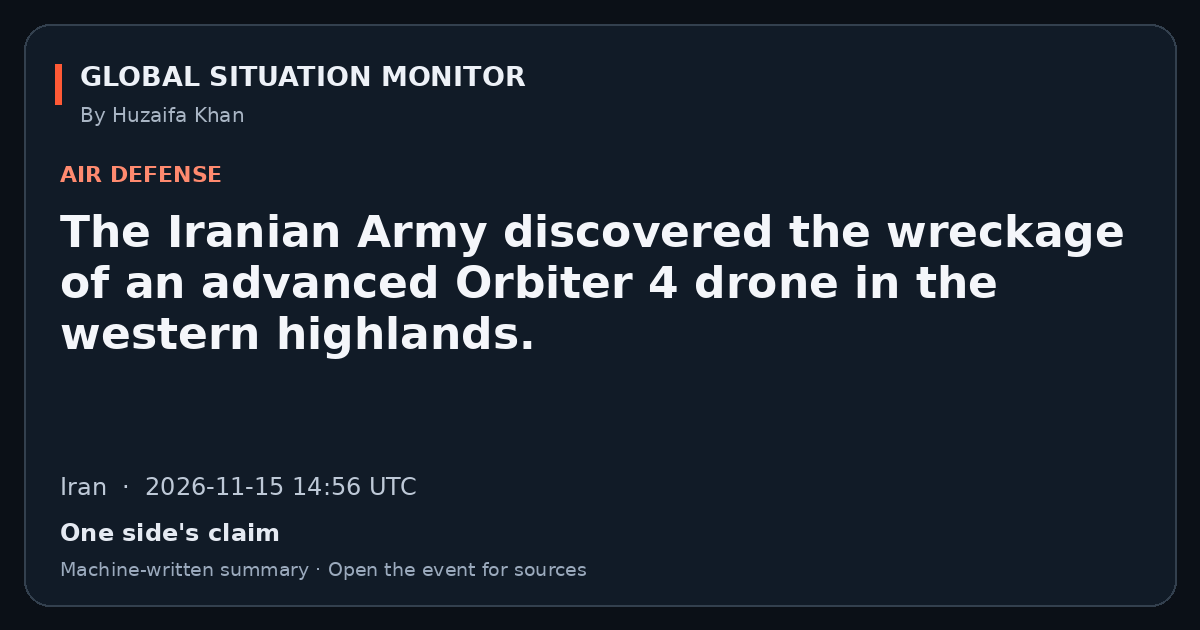 GLOBAL SITUATION MONITOR
By Huzaifa Khan
AIR DEFENSE
The Iranian Army discovered the wreckage
of an advanced Orbiter 4 drone in the
western highlands.
Iran · 2026-11-15 14:56 UTC
One side's claim
Machine-written summary · Open the event for sources